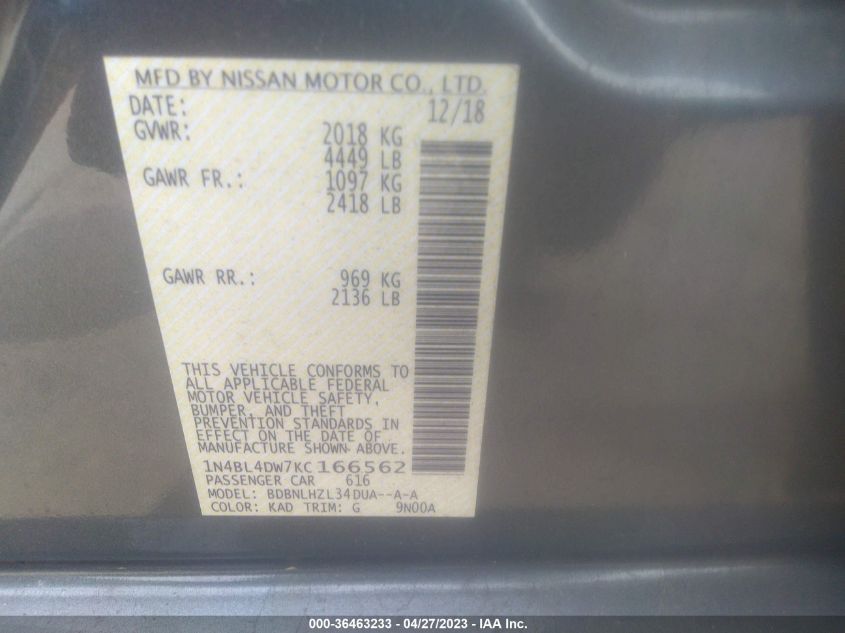 MFD BY NISSAN MOTOR CO., LTD.
DATE: 12/18
GVWR: 2018 KG
4449 LB
GAWR FR.: 1097 KG
2418 LB
GAWR RR.: 969 KG
2136 LB
THIS VEHICLE CONFORMS TO
ALL APPLICABLE FEDERAL
MOTOR VEHICLE SAFETY,
BUMPER, AND THEFT
PREVENTION STANDARDS IN
EFFECT ON THE DATE OF
MANUFACTURE SHOWN ABOVE.
1N4BL4DW7KC166562
PASSENGER CAR 616
MODEL: BDBNLHZL34DUA--A-A
COLOR: KAD TRIM: G 9N00A
000-36463233 - 04/27/2023 - IAA Inc.